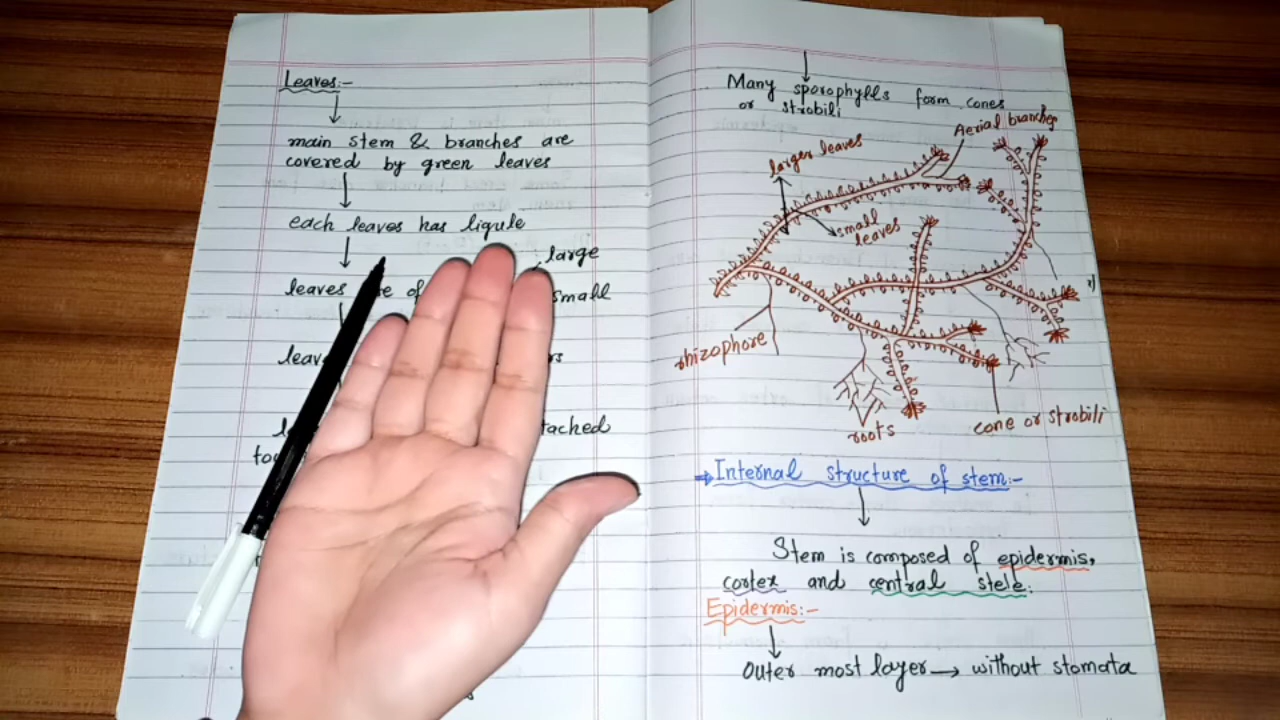 Leaves:-
main stem & branches are
covered by green leaves
each leaves has ligule
large
leaves of
small
tached
Many sporophylls form cones
or strobili
Aerial branches
larger leaves
small
leaves
rhizophore
roots
cone or strobili
Internal structure of stem:-
Stem is composed of epidermis,
cortex and central stele.
Epidermis:-
Outer most layer → without stomata